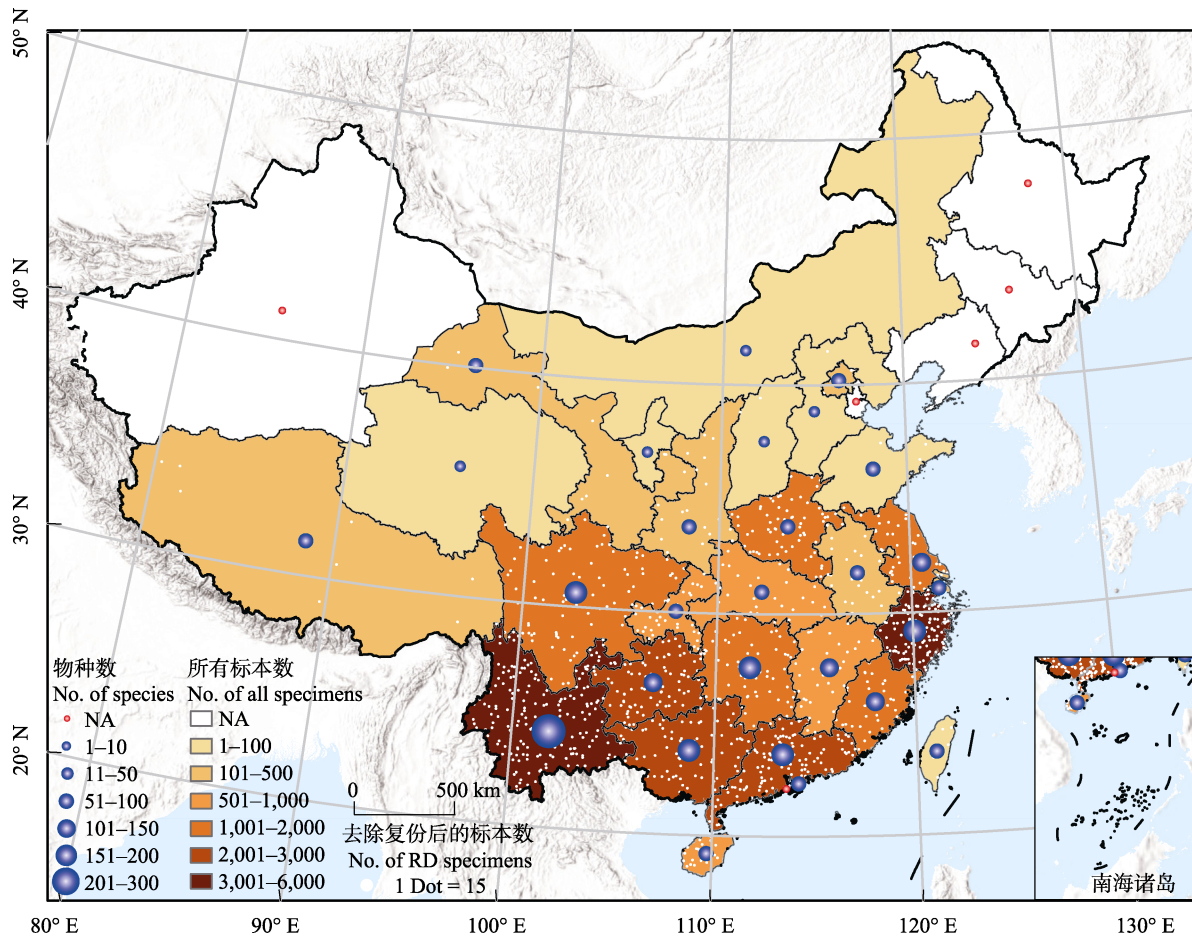 50° N
40° N
30° N
20° N
物种数
No. of species
NA
1–10
11–50
51–100
101–150
151–200
201–300
所有标本数
No. of all specimens
NA
1–100
101–500
501–1,000
1,001–2,000
2,001–3,000
3,001–6,000
0 500 km
去除复份后的标本数
No. of RD specimens
1 Dot = 15
南海诸岛
80° E 90° E 100° E 110° E 120° E 130° E